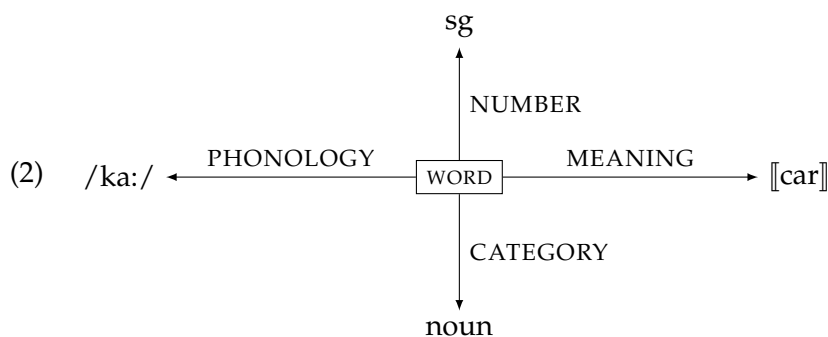 sg
NUMBER
(2) /ka:/ PHONOLOGY WORD MEANING ⟦car⟧
CATEGORY
noun